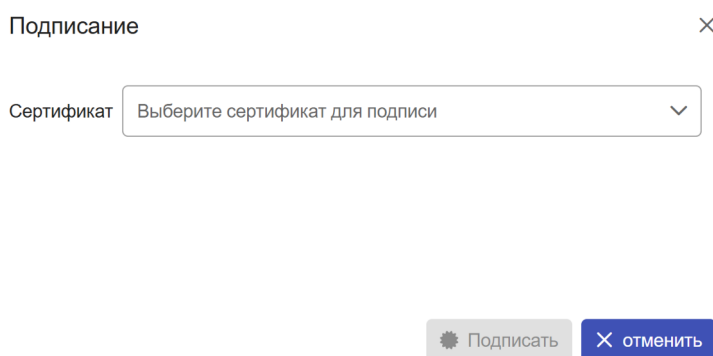 Подписание
Сертификат Выберите сертификат для подписи
Подписать отменить